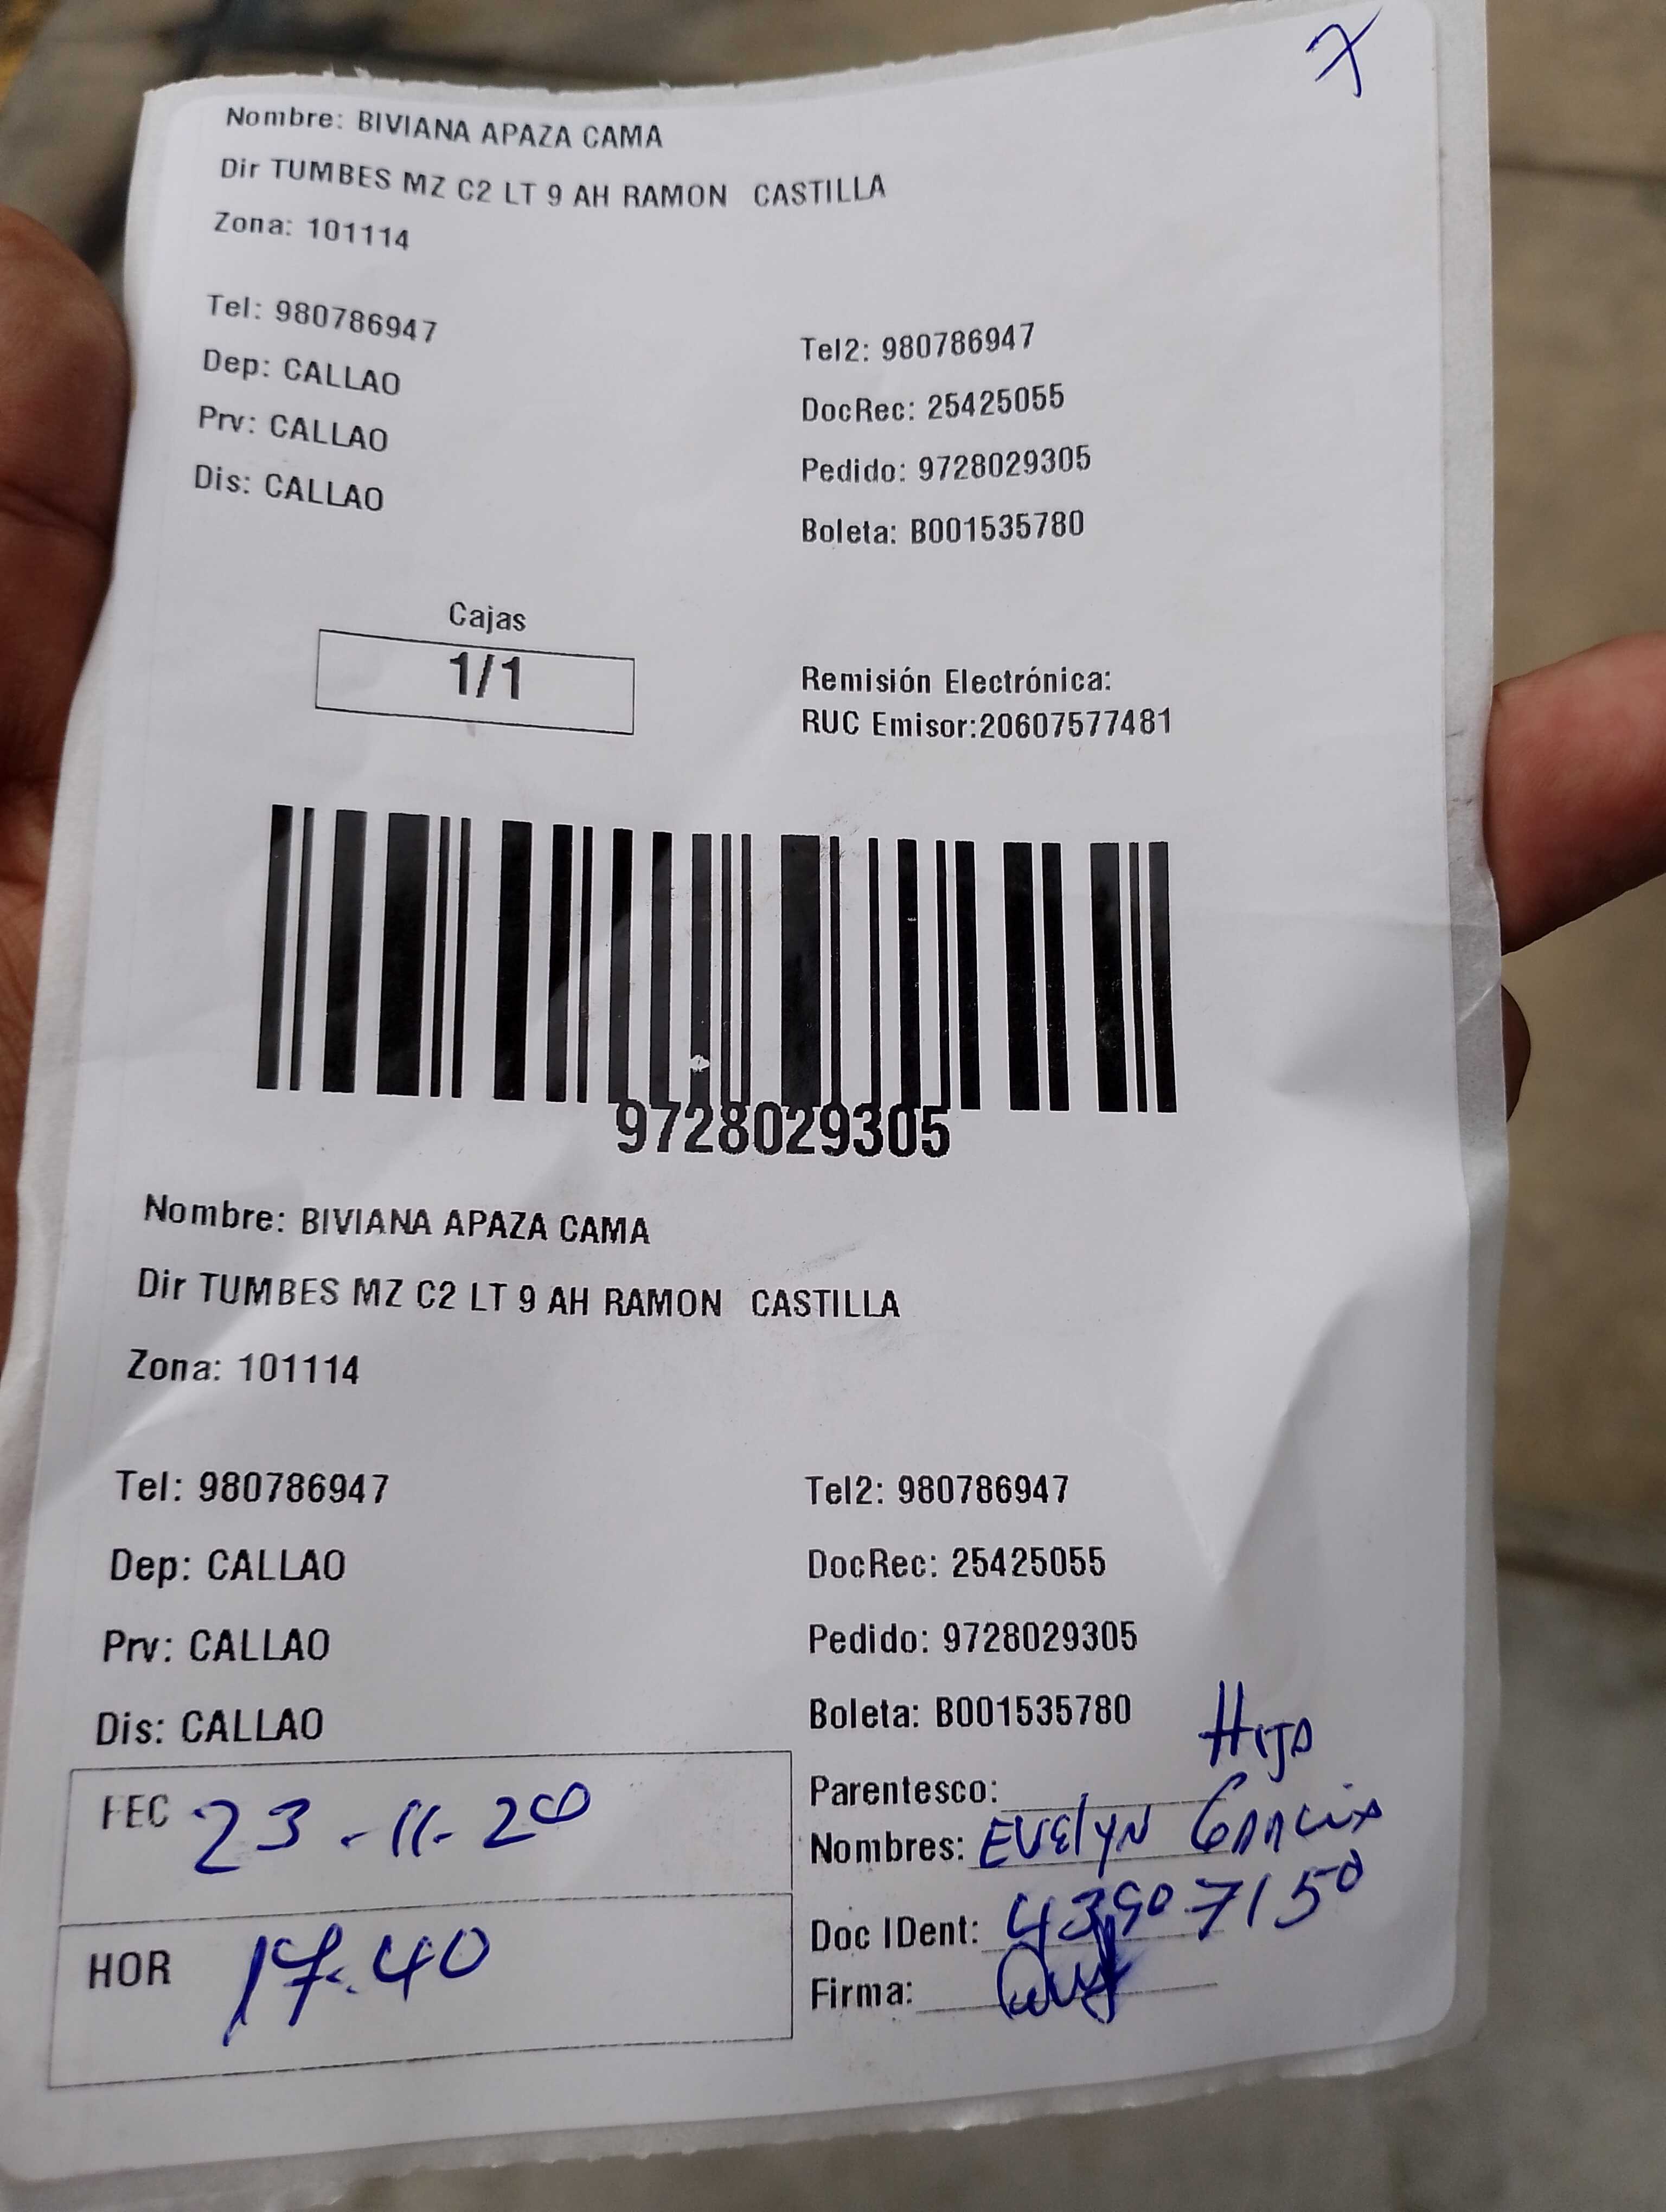 Nombre: BIVIANA APAZA CAMA
Dir TUMBES MZ C2 LT 9 AH RAMON CASTILLA
Zona: 101114
Tel: 980786947
Tel2: 980786947
Dep: CALLAO
DocRec: 25425055
Prv: CALLAO
Pedido: 9728029305
Dis: CALLAO
Boleta: B001535780
Cajas
1/1
Remisión Electrónica:
RUC Emisor:20607577481
9728029305
Nombre: BIVIANA APAZA CAMA
Dir TUMBES MZ C2 LT 9 AH RAMON CASTILLA
Zona: 101114
Tel: 980786947
Tel2: 980786947
Dep: CALLAO
DocRec: 25425055
Prv: CALLAO
Pedido: 9728029305
Dis: CALLAO
Boleta: B001535780
FEC 23-11-20
Parentesco:
Nombres: EVElYN GARCIA
HOR 17:40
Doc IDent:
Firma: